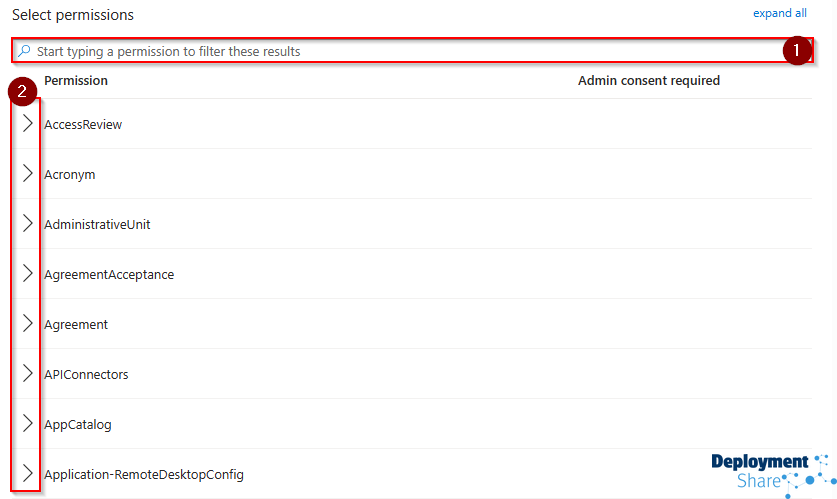 Select permissions expand all
Start typing a permission to filter these results 1
2 Permission Admin consent required
AccessReview
Acronym
AdministrativeUnit
AgreementAcceptance
Agreement
APIConnectors
AppCatalog
Application-RemoteDesktopConfig
Deployment
Share